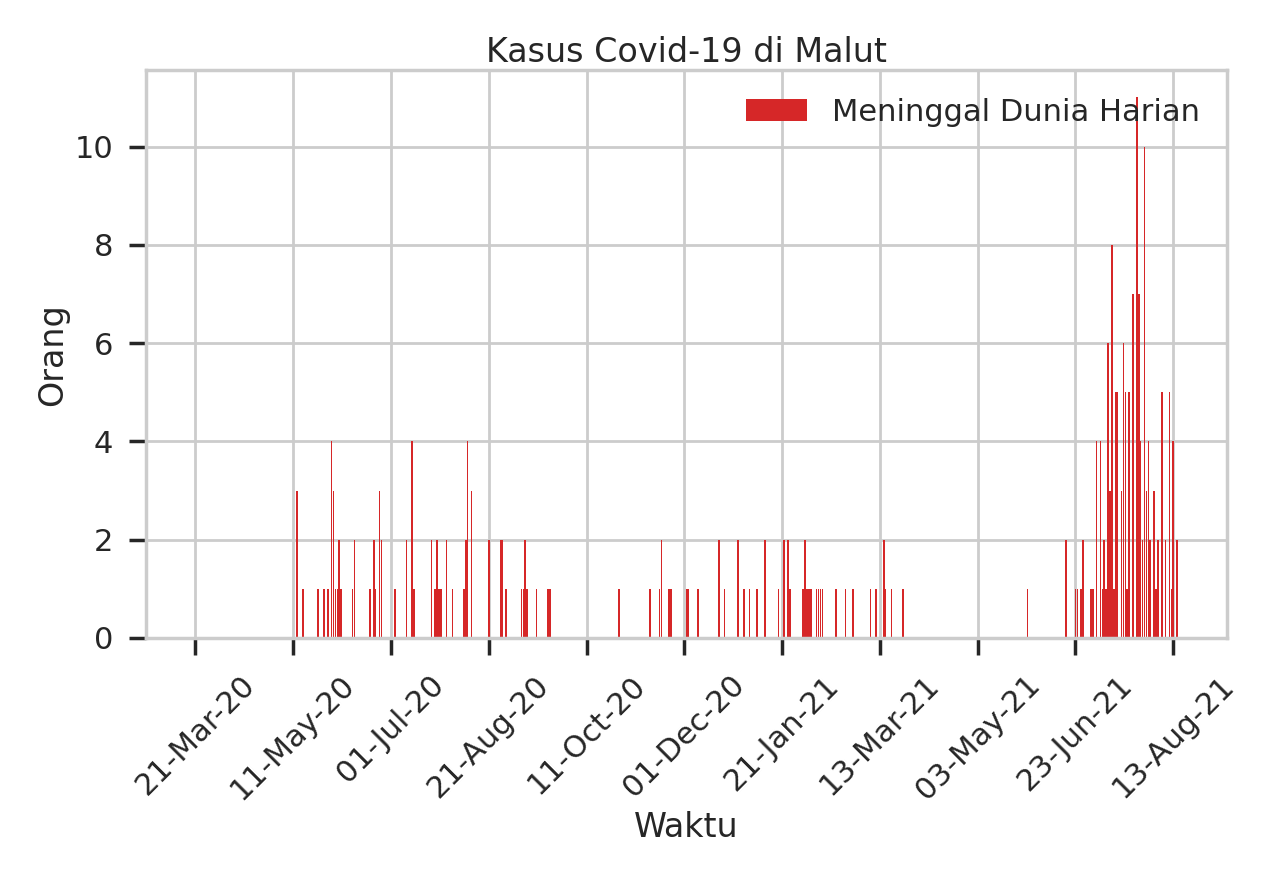 Kasus Covid-19 di Malut
Meninggal Dunia Harian
Orang
10
8
6
4
2
0
21-Mar-20
11-May-20
01-Jul-20
21-Aug-20
11-Oct-20
01-Dec-20
21-Jan-21
13-Mar-21
03-May-21
23-Jun-21
13-Aug-21
Waktu